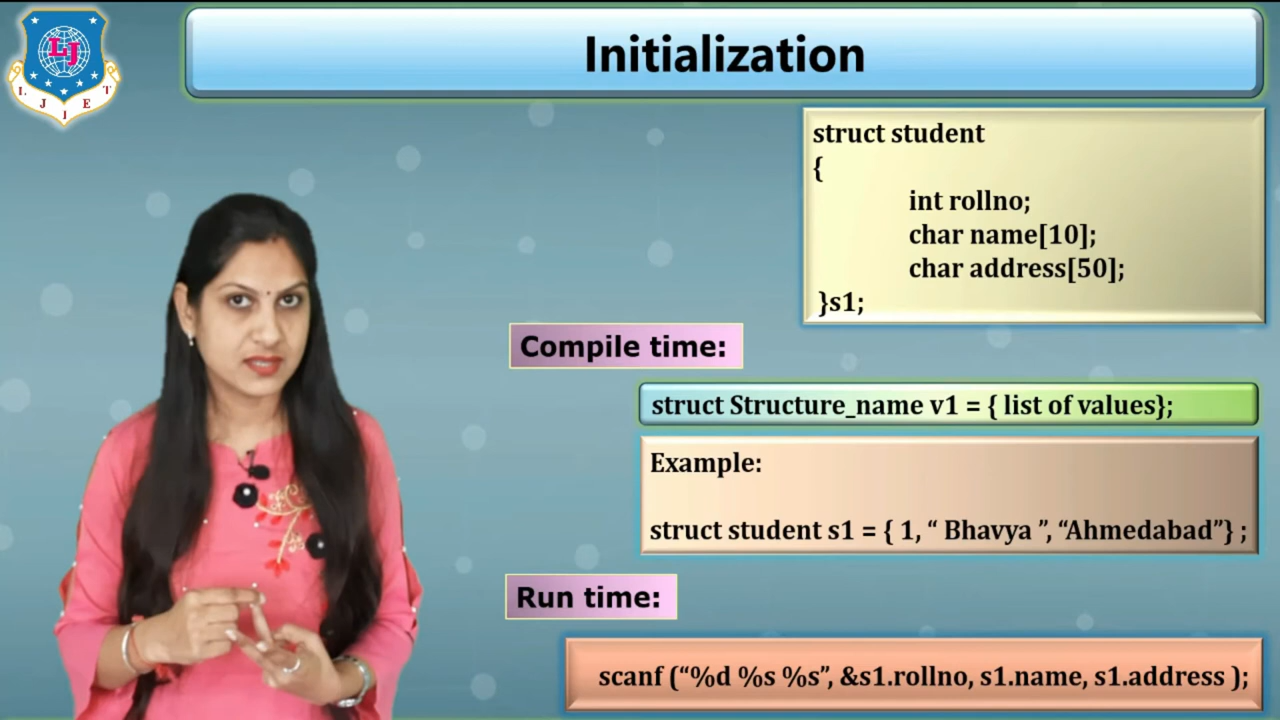 L J I E T
LJ
Initialization
struct student
{
int rollno;
char name[10];
char address[50];
}s1;
Compile time:
struct Structure_name v1 = { list of values};
Example:
struct student s1 = { 1, “ Bhavya ”, “Ahmedabad”} ;
Run time:
scanf (“%d %s %s”, &s1.rollno, s1.name, s1.address );